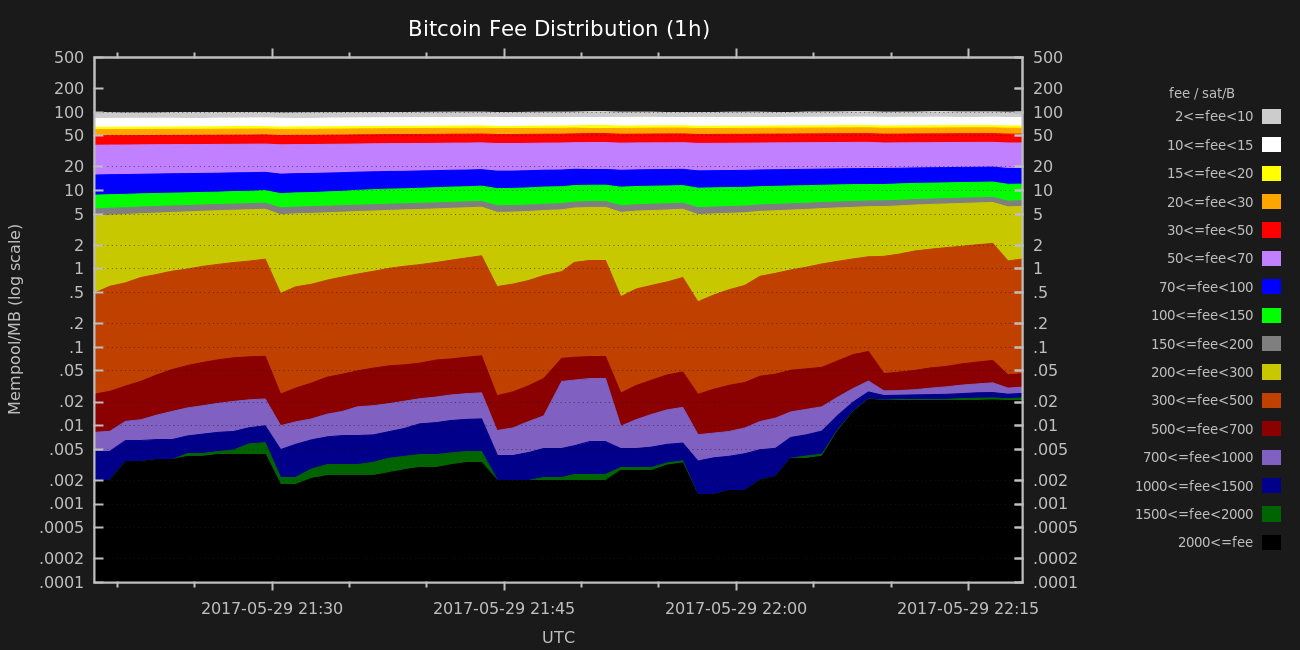 Bitcoin Fee Distribution (1h)
500 500
200 200
100 100
50 50
20 20
10 10
5 5
2 2
1 1
.5 .5
.2 .2
.1 .1
.05 .05
.02 .02
.01 .01
.005 .005
.002 .002
.001 .001
.0005 .0005
.0002 .0002
.0001 .0001
Mempool/MB (log scale)
2017-05-29 21:30 2017-05-29 21:45 2017-05-29 22:00 2017-05-29 22:15
UTC
fee / sat/B
2<=fee<10
10<=fee<15
15<=fee<20
20<=fee<30
30<=fee<50
50<=fee<70
70<=fee<100
100<=fee<150
150<=fee<200
200<=fee<300
300<=fee<500
500<=fee<700
700<=fee<1000
1000<=fee<1500
1500<=fee<2000
2000<=fee